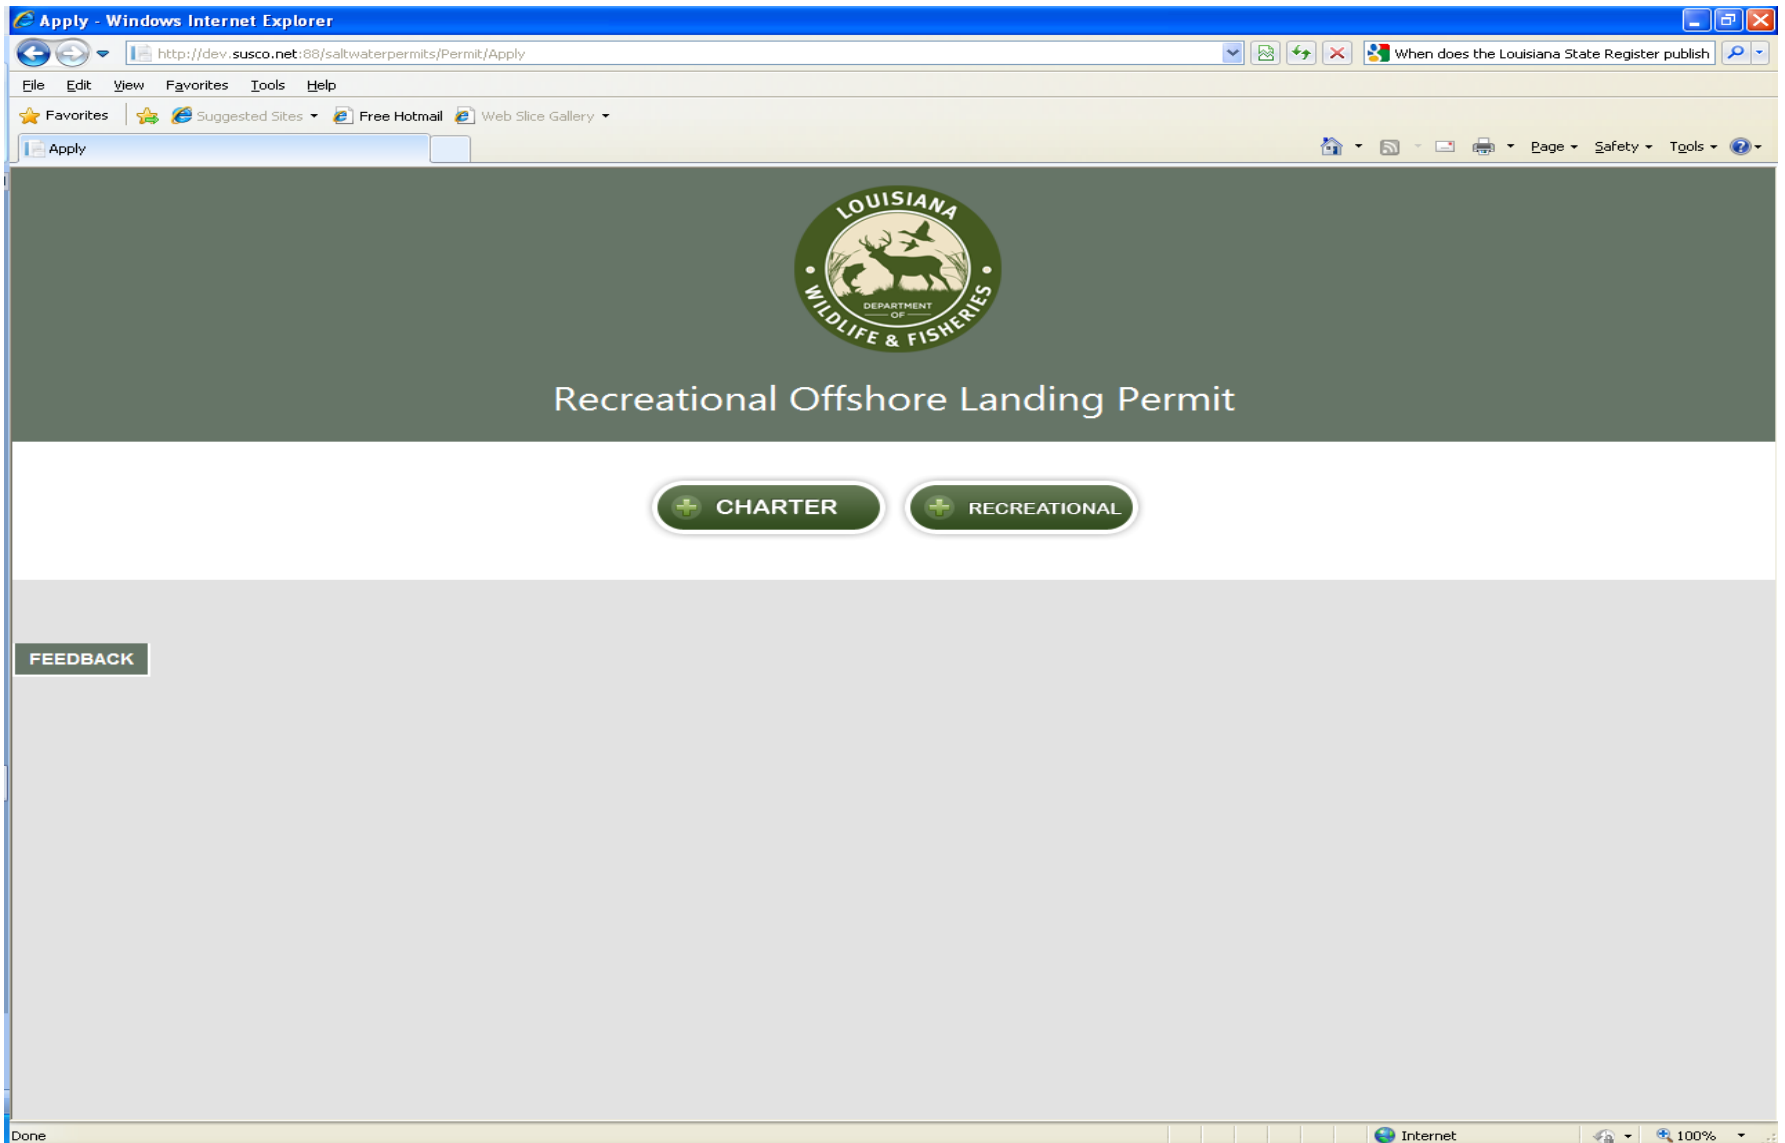 Apply - Windows Internet Explorer
http://dev.susco.net:88/saltwaterpermits/Permit/Apply
When does the Louisiana State Register publish
File Edit View Favorites Tools Help
Favorites Suggested Sites Free Hotmail Web Slice Gallery
Apply
Page Safety Tools
LOUISIANA
DEPARTMENT
OF
WILDLIFE & FISHERIES
Recreational Offshore Landing Permit
CHARTER RECREATIONAL
FEEDBACK
Done Internet 100%